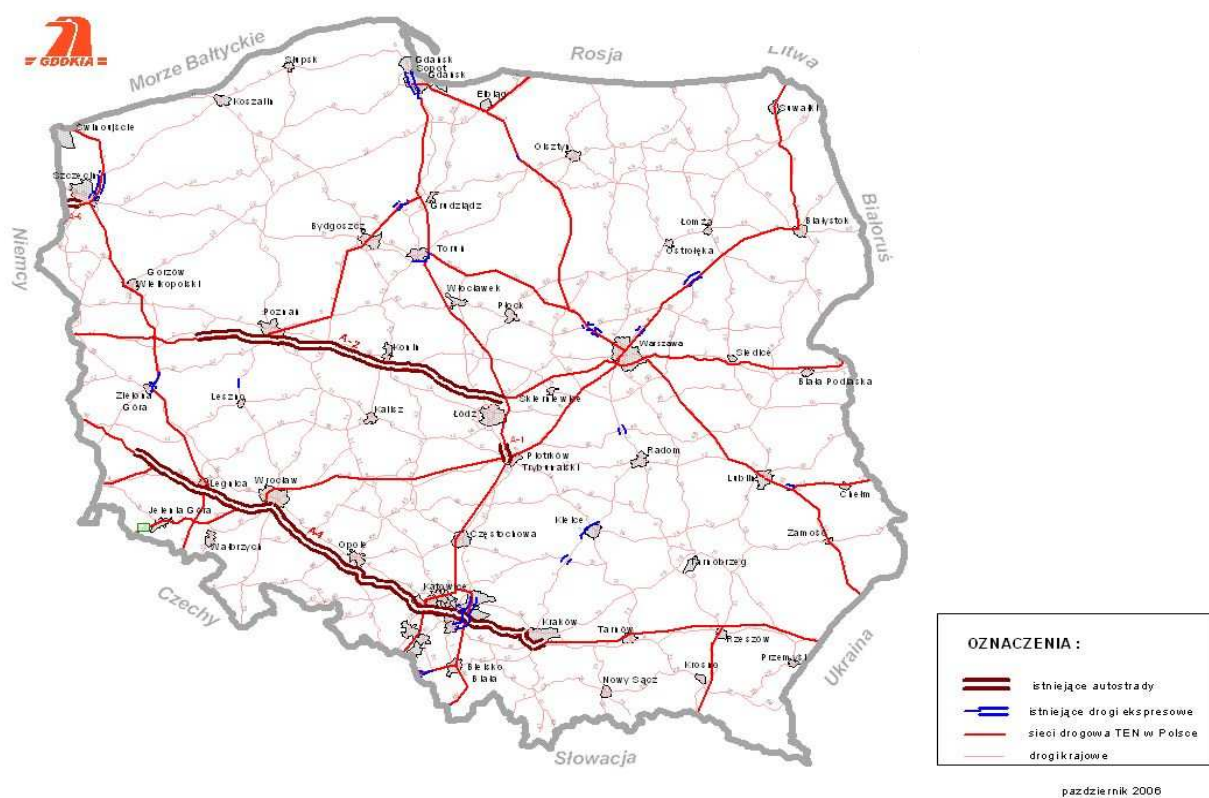 GDDKIA
Morze Bałtyckie
Rosja
Litwa
Słupsk
Gdańsk
Sopot
Gdańsk
Koszalin
Elbląg
Suwałki
Świnoujście
Olsztyn
Szczecin
A-6
Grudziądz
Łomża
Białystok
Białoruś
Bydgoszcz
Ostrołęka
Toruń
Niemcy
Gorzów
Wielkopolski
Włocławek
Płock
Poznań
A-2
Konin
Warszawa
Siedlce
Biała Podlaska
Zielona
Góra
Leszno
Skierniewice
Kalisz
Łódź
A-1
Piotrków
Trybunalski
Radom
Lublin
Chełm
Legnica
Wrocław
Jelenia Góra
A-4
Kielce
Wałbrzych
Opole
Częstochowa
Zamość
Tarnobrzeg
Czechy
Katowice
Kraków
Tarnów
Rzeszów
Przemyśl
Ukraina
Bielsko
Biała
Krosno
Nowy Sącz
Słowacja
OZNACZENIA :
istniejące autostrady
istniejące drogi ekspresowe
sieci drogowa TEN w Polsce
drogi krajowe
pazdziernik 2006